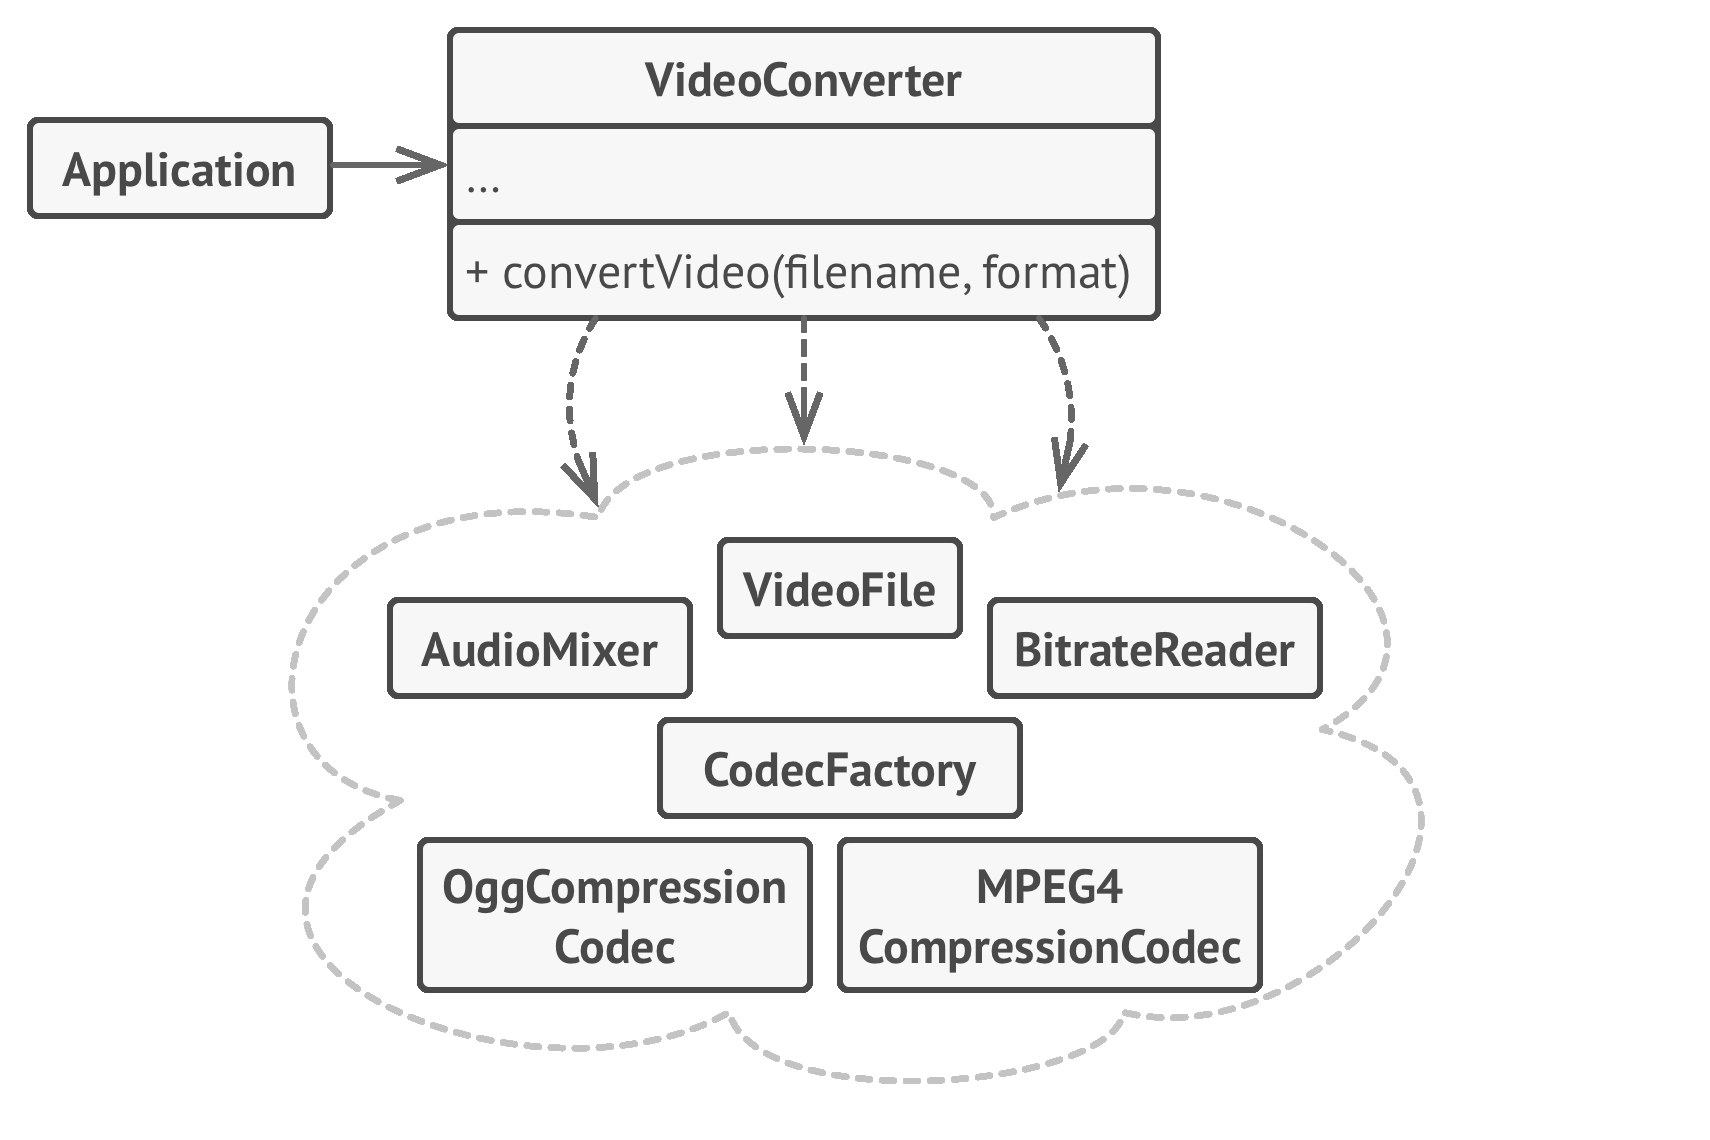 VideoConverter
Application
...
+ convertVideo(filename, format)
VideoFile
AudioMixer
BitrateReader
CodecFactory
OggCompression
Codec
MPEG4
CompressionCodec